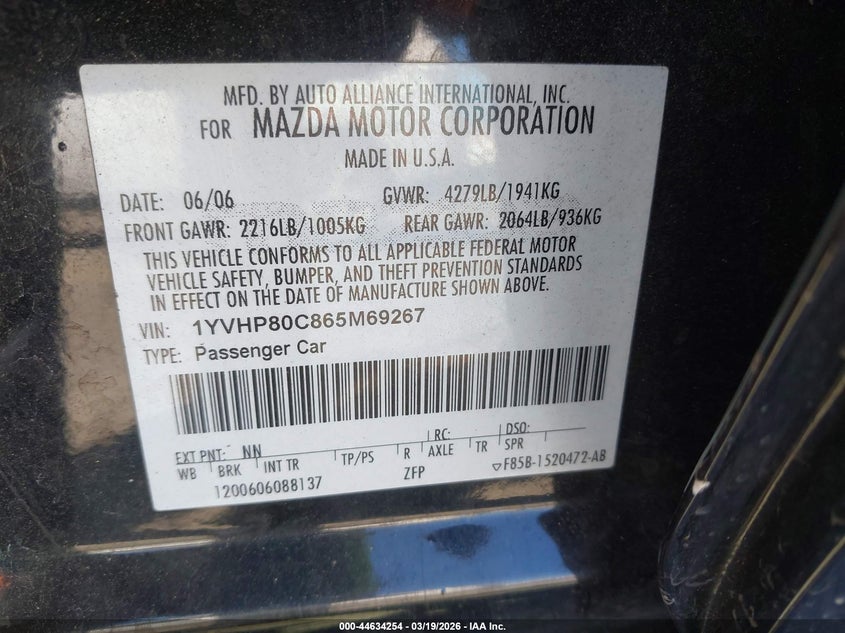 MFD. BY AUTO ALLIANCE INTERNATIONAL, INC.
FOR MAZDA MOTOR CORPORATION
MADE IN U.S.A.
DATE: 06/06 GVWR: 4279LB/1941KG
FRONT GAWR: 2216LB/1005KG REAR GAWR: 2064LB/936KG
THIS VEHICLE CONFORMS TO ALL APPLICABLE FEDERAL MOTOR
VEHICLE SAFETY, BUMPER, AND THEFT PREVENTION STANDARDS
IN EFFECT ON THE DATE OF MANUFACTURE SHOWN ABOVE.
VIN: 1YVHP80C865M69267
TYPE: Passenger Car
EXT PNT: NN RC: DSO:
WB BRK INT TR TP/PS R AXLE TR SPR
1200606088137 ZFP ▽F85B-1520472-AB
000-44634254 - 03/19/2026 - IAA Inc.